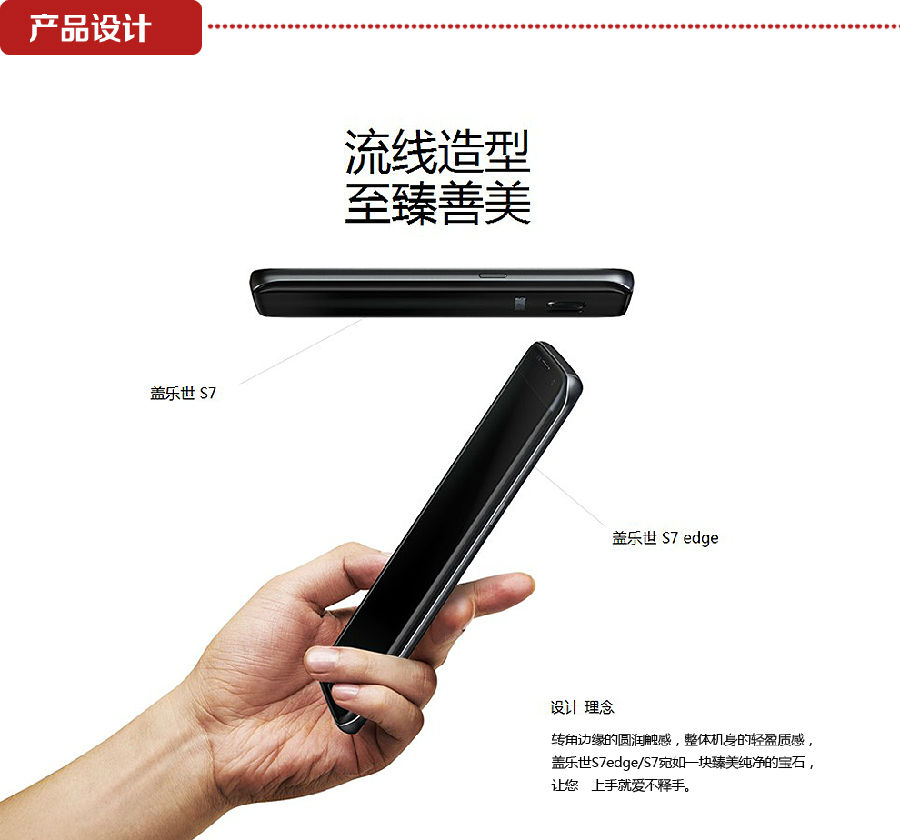 产品设计
流线造型
至臻善美
盖乐世 S7
盖乐世 S7 edge
设计 理念
转角边缘的圆润触感，整体机身的轻盈质感，
盖乐世S7edge/S7宛如一块臻美纯净的宝石，
让您 上手就爱不释手。